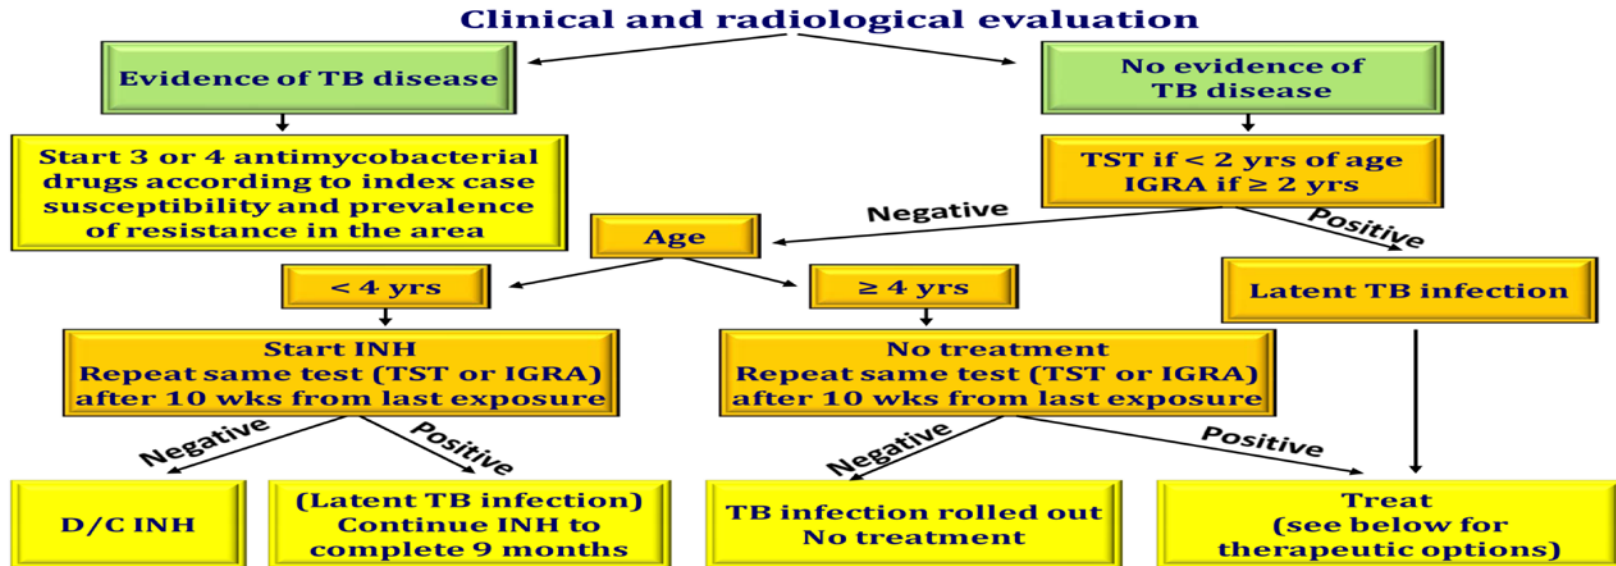 Clinical and radiological evaluation
Evidence of TB disease
No evidence of
TB disease
Start 3 or 4 antimycobacterial
drugs according to index case
susceptibility and prevalence
of resistance in the area
TST if < 2 yrs of age
IGRA if ≥ 2 yrs
Negative
Positive
Age
< 4 yrs
≥ 4 yrs
Latent TB infection
Start INH
Repeat same test (TST or IGRA)
after 10 wks from last exposure
No treatment
Repeat same test (TST or IGRA)
after 10 wks from last exposure
Negative
Positive
Negative
Positive
D/C INH
(Latent TB infection)
Continue INH to
complete 9 months
TB infection rolled out
No treatment
Treat
(see below for
therapeutic options)